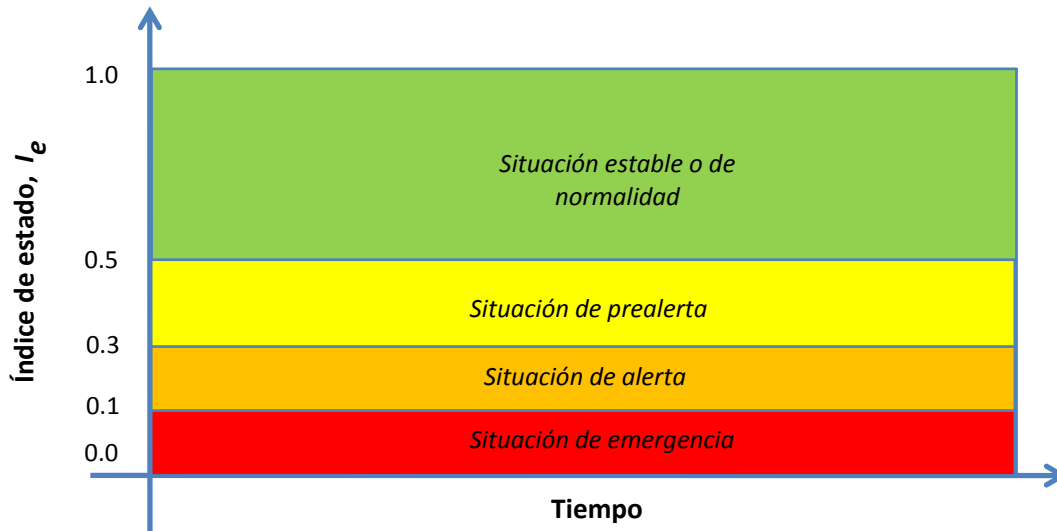 1.0
Situación estable o de
normalidad
Índice de estado, Ie
0.5
Situación de prealerta
0.3
Situación de alerta
0.1
Situación de emergencia
0.0
Tiempo